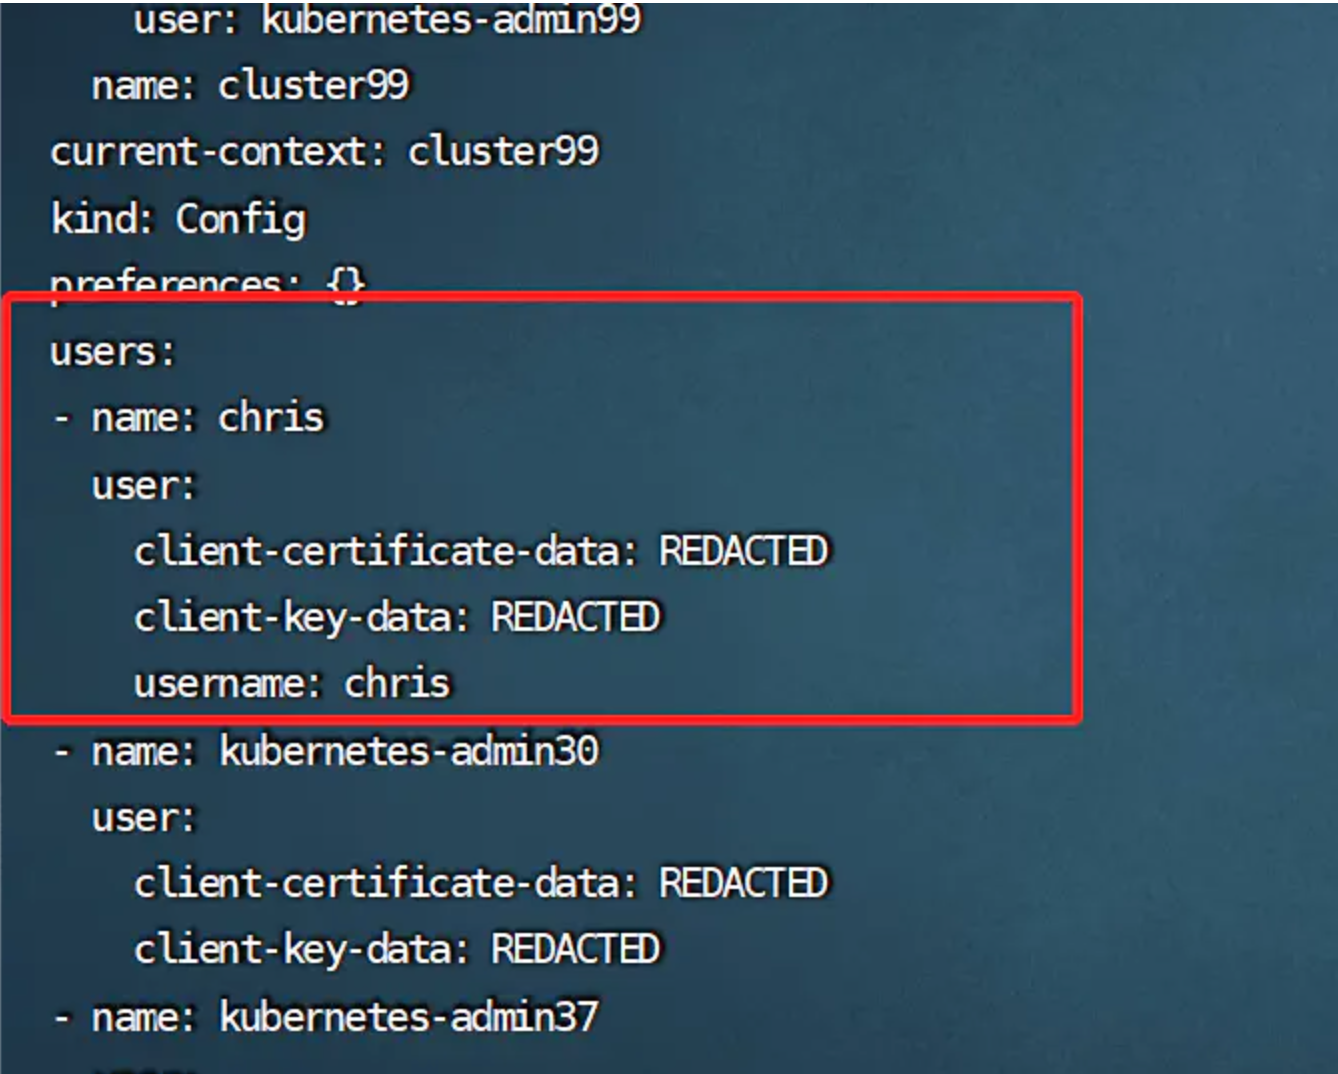 user: kubernetes-admin99
name: cluster99
current-context: cluster99
kind: Config
preferences: {}
users:
- name: chris
user:
client-certificate-data: REDACTED
client-key-data: REDACTED
username: chris
- name: kubernetes-admin30
user:
client-certificate-data: REDACTED
client-key-data: REDACTED
- name: kubernetes-admin37